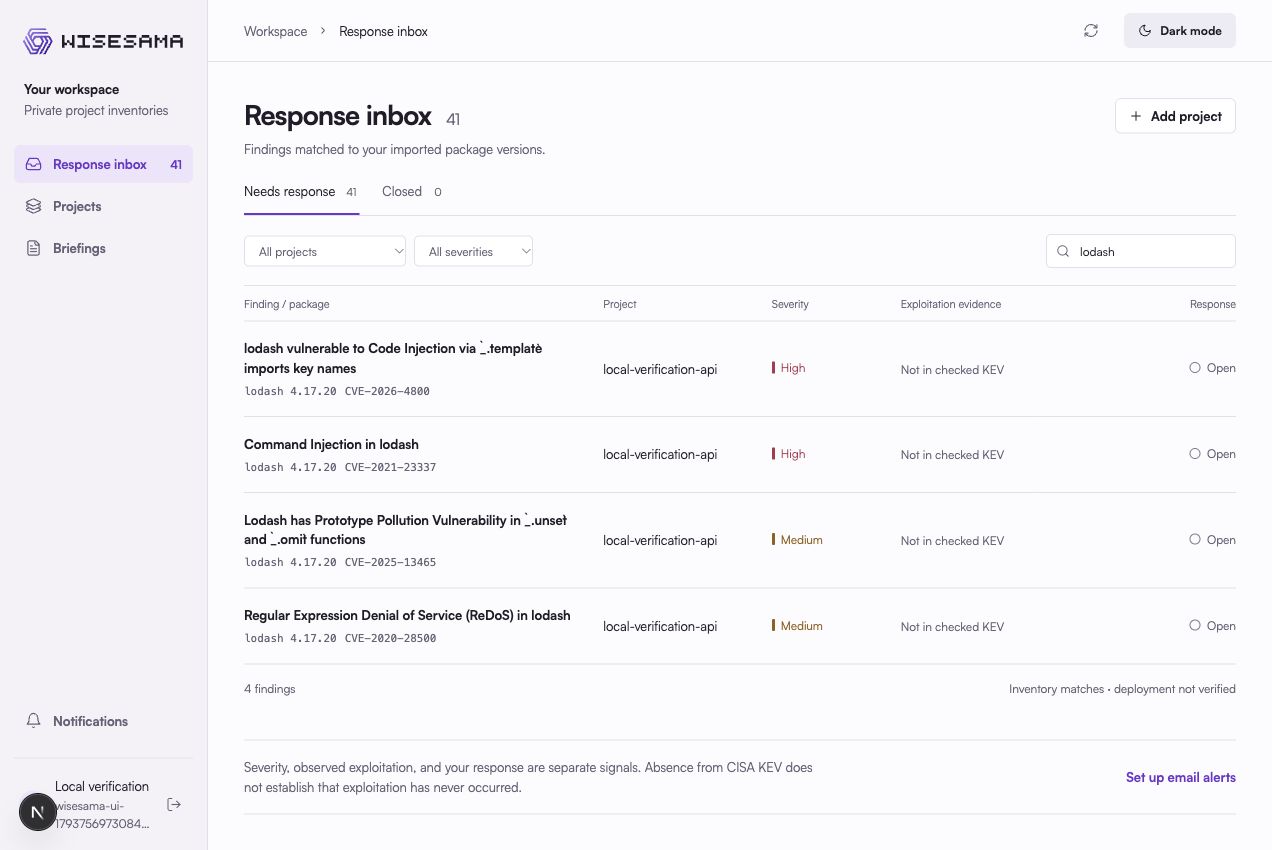 WISESAMA
Your workspace
Private project inventories
Response inbox 41
Projects
Briefings
Notifications
Local verification
wisesama-ui-
1793756973084...
N
Workspace > Response inbox
Dark mode
Response inbox 41
Add project
Findings matched to your imported package versions.
Needs response 41 Closed 0
All projects All severities lodash
Finding / package Project Severity Exploitation evidence Response
lodash vulnerable to Code Injection via `_.template`
imports key names
lodash 4.17.20 CVE-2026-4800
local-verification-api High Not in checked KEV Open
Command Injection in lodash
lodash 4.17.20 CVE-2021-23337
local-verification-api High Not in checked KEV Open
Lodash has Prototype Pollution Vulnerability in `_.unset`
and `_.omit` functions
lodash 4.17.20 CVE-2025-13465
local-verification-api Medium Not in checked KEV Open
Regular Expression Denial of Service (ReDoS) in lodash
lodash 4.17.20 CVE-2020-28500
local-verification-api Medium Not in checked KEV Open
4 findings Inventory matches · deployment not verified
Severity, observed exploitation, and your response are separate signals. Absence from CISA KEV does
not establish that exploitation has never occurred.
Set up email alerts